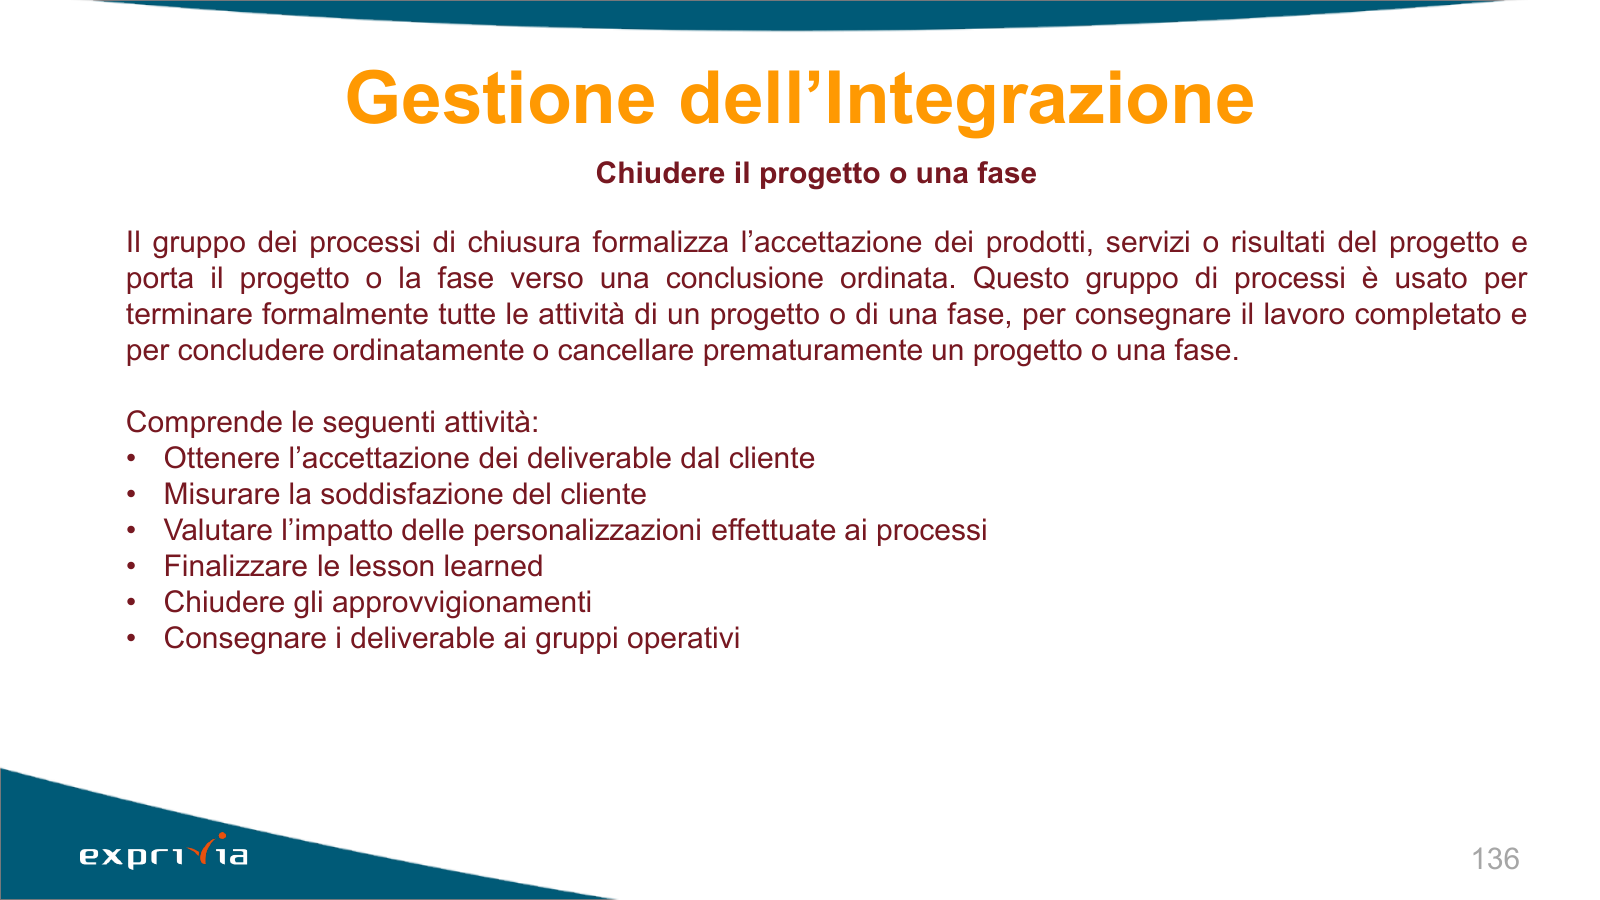 Gestione dell’Integrazione
Chiudere il progetto o una fase
Il gruppo dei processi di chiusura formalizza l’accettazione dei prodotti, servizi o risultati del progetto e
porta il progetto o la fase verso una conclusione ordinata. Questo gruppo di processi è usato per
terminare formalmente tutte le attività di un progetto o di una fase, per consegnare il lavoro completato e
per concludere ordinatamente o cancellare prematuramente un progetto o una fase.
Comprende le seguenti attività:
• Ottenere l’accettazione dei deliverable dal cliente
• Misurare la soddisfazione del cliente
• Valutare l’impatto delle personalizzazioni effettuate ai processi
• Finalizzare le lesson learned
• Chiudere gli approvvigionamenti
• Consegnare i deliverable ai gruppi operativi
exprivia
136